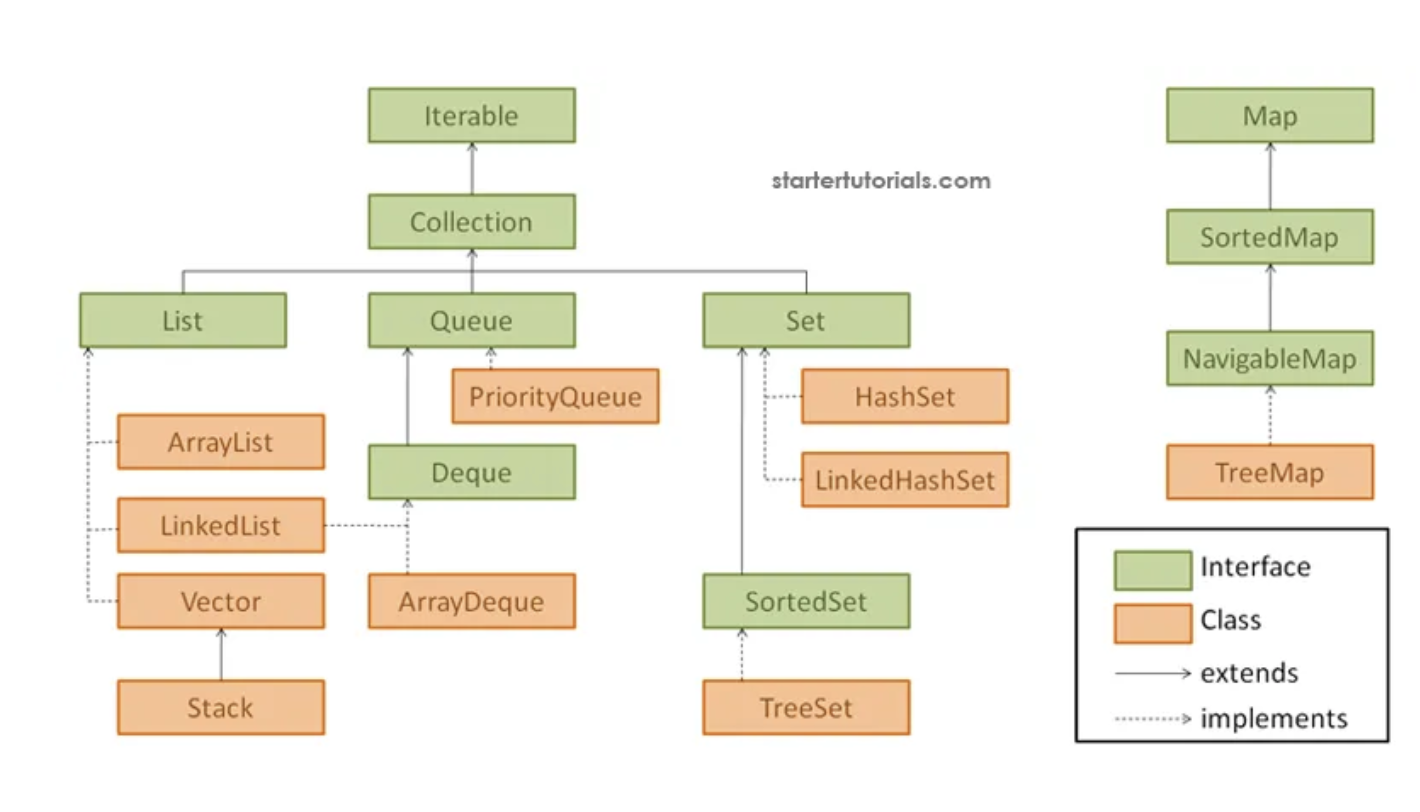 Iterable
Map
startertutorials.com
Collection
SortedMap
List
Queue
Set
NavigableMap
PriorityQueue
HashSet
ArrayList
Deque
LinkedHashSet
TreeMap
LinkedList
Interface
Vector
ArrayDeque
SortedSet
Class
extends
Stack
TreeSet
implements